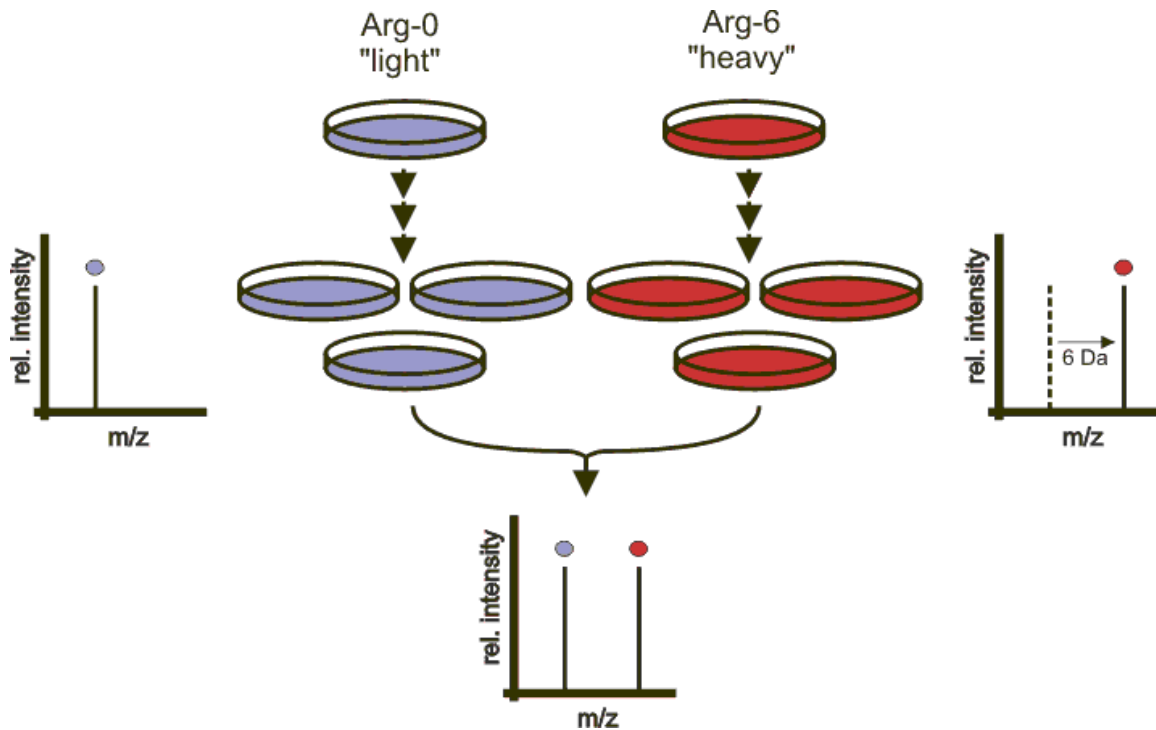 Arg-0
"light"
Arg-6
"heavy"
rel. intensity
m/z
rel. intensity
6 Da
m/z
rel. intensity
m/z